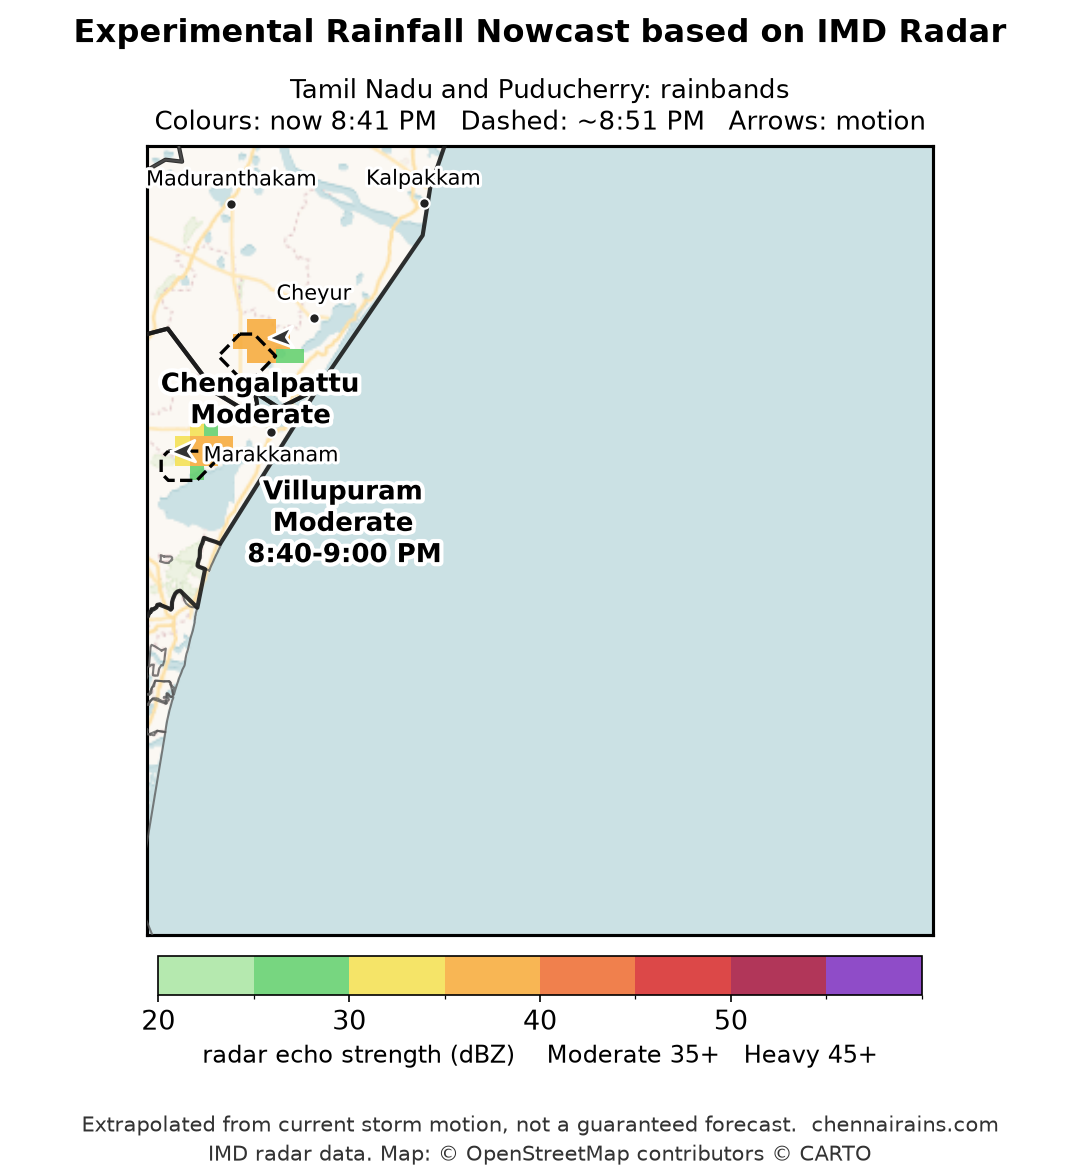 Experimental Rainfall Nowcast based on IMD Radar
Tamil Nadu and Puducherry: rainbands
Colours: now 8:41 PM   Dashed: ~8:51 PM   Arrows: motion
Maduranthakam
Kalpakkam
Cheyur
Chengalpattu
Moderate
Marakkanam
Villupuram
Moderate
8:40-9:00 PM
20 30 40 50
radar echo strength (dBZ)    Moderate 35+   Heavy 45+
Extrapolated from current storm motion, not a guaranteed forecast.  chennairains.com
IMD radar data. Map: © OpenStreetMap contributors © CARTO